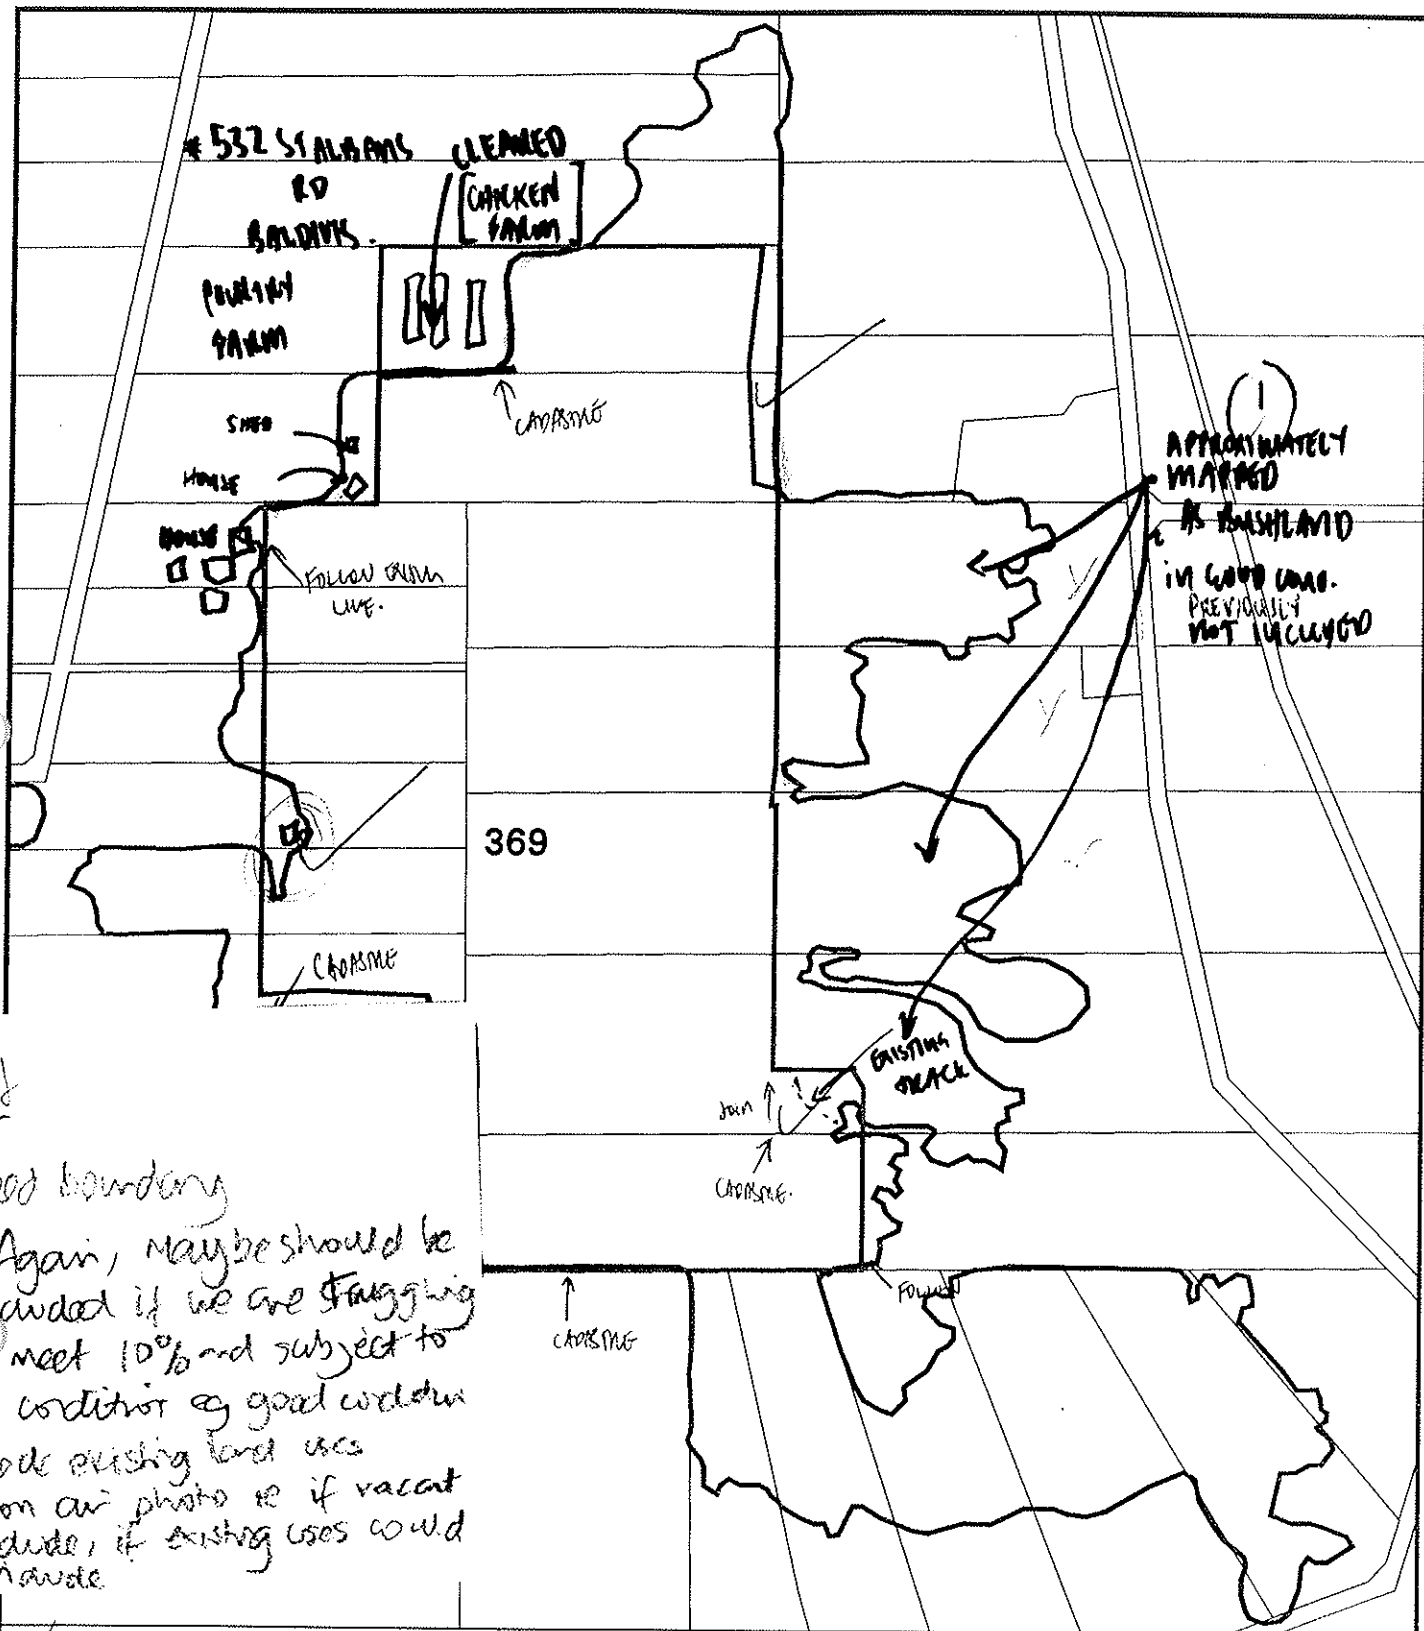 # 532 ST ALBANS
RD
BALDIVIS.
CLEARED
[CHICKEN
FARM]
POULTRY
FARM
SHED
HOUSE
HOUSE
CADASTRE
FOLLOW
LINE.
1
APPROXIMATELY
MAPPED
AS BUSHLAND
IN GOOD COND.
PREVIOUSLY
NOT INCLUDED
369
CADASTRE
EXISTING
TRACK
JOIN
CADASTRE.
FOLLOW
CADASTRE
boundary
Again, Maybe should be
cluded if we are struggling
meet 10% and subject to
condition eg good
existing land uses
on air photo ie if vacant
clude, if existing uses could